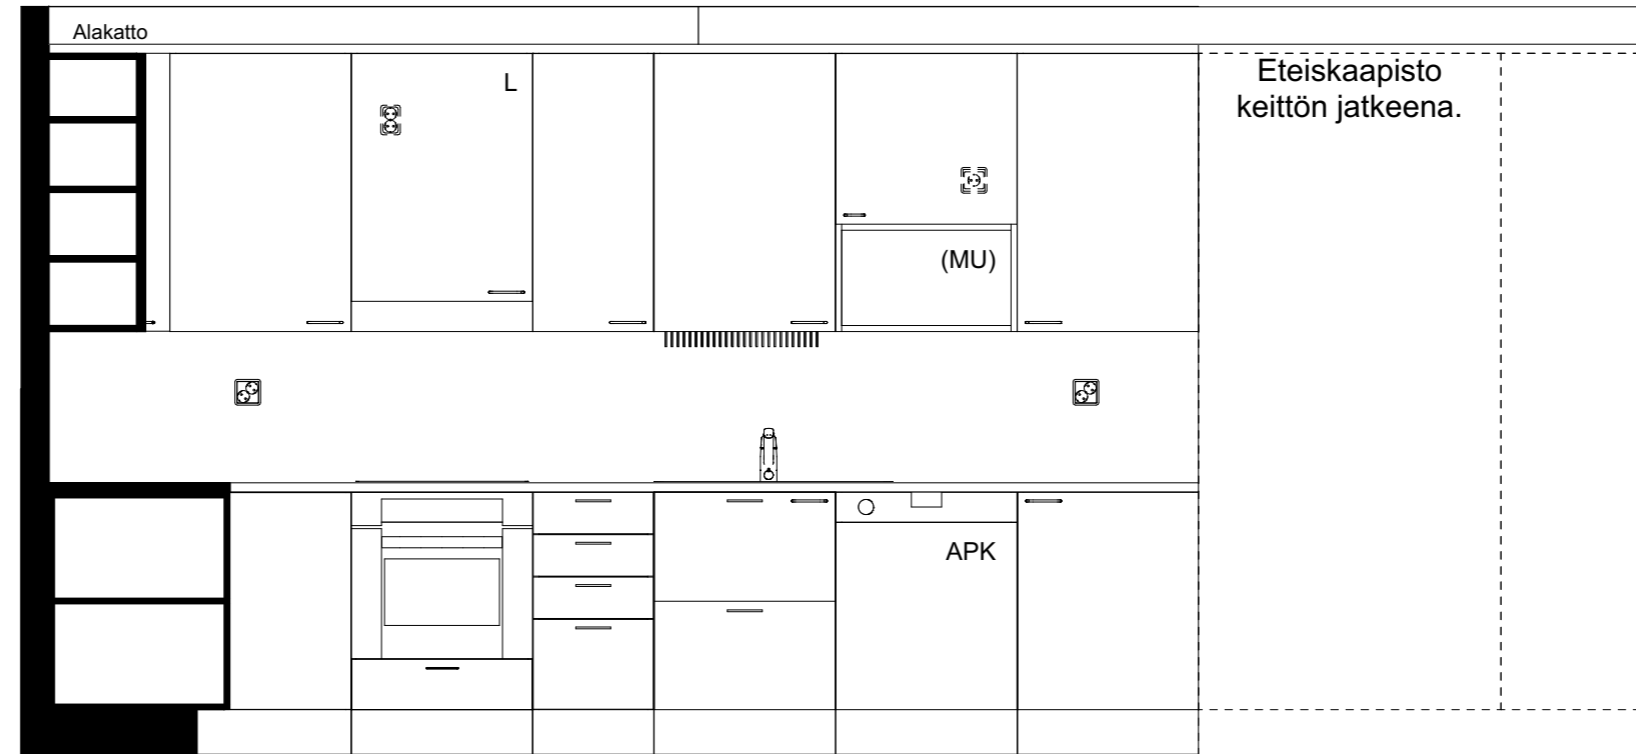 Alakatto
L
Eteiskaapisto
keittön jatkeena.
(MU)
APK